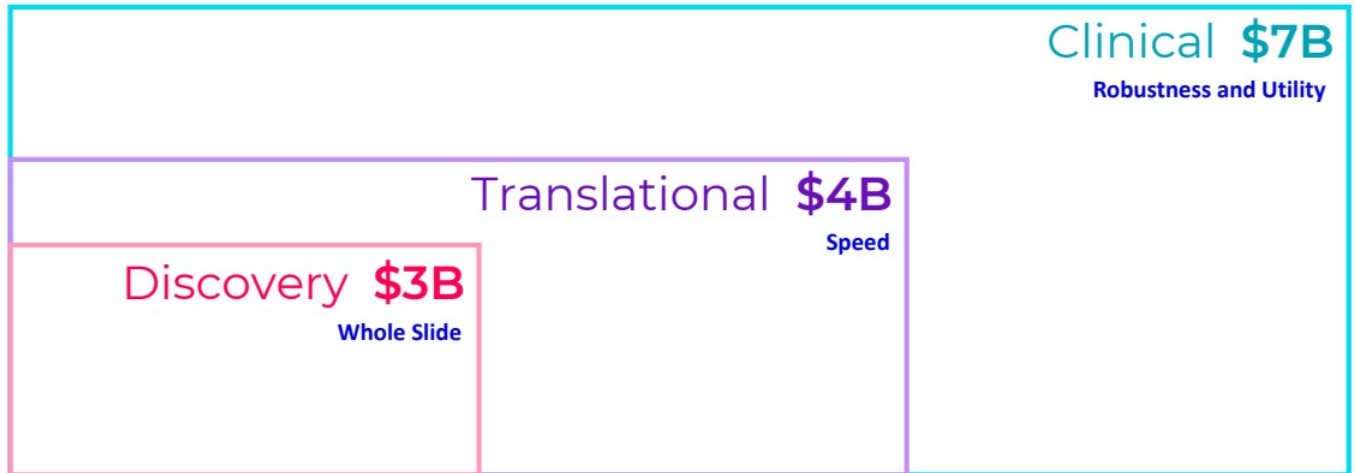 Clinical $7B
Robustness and Utility
Translational $4B
Speed
Discovery $3B
Whole Slide